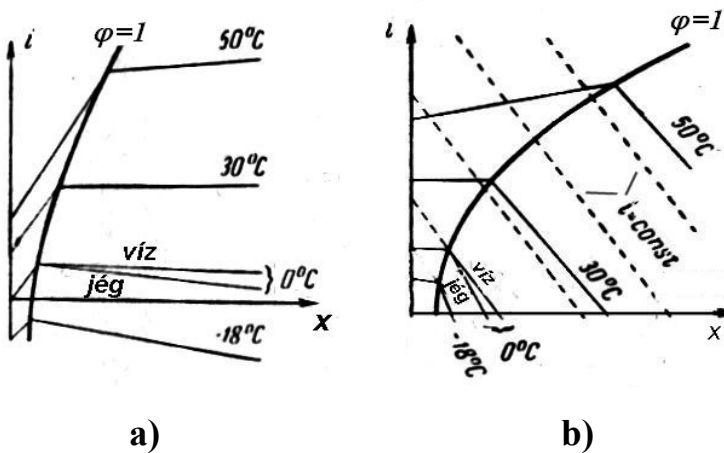 i
φ=1
50°C
30°C
víz
jég
} 0°C
-18°C
x
a)
i
φ=1
50°C
i=const
30°C
víz
jég
0°C
-18°C
x
b)